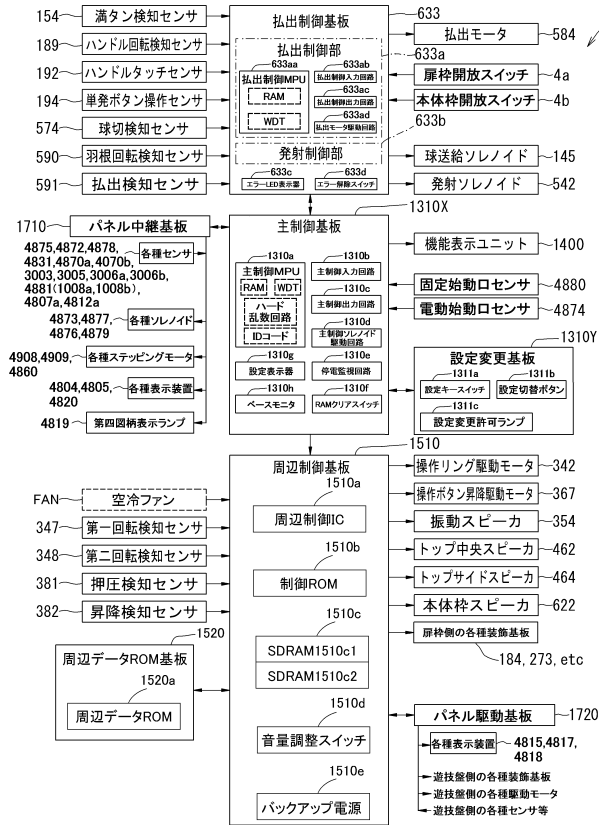 154 満タン検知センサ
189 ハンドル回転検知センサ
192 ハンドルタッチセンサ
194 単発ボタン操作センサ
574 球切検知センサ
590 羽根回転検知センサ
591 払出検知センサ
払出制御基板 633
払出制御部 633a
633aa
払出制御MPU
RAM
WDT
633ab
払出制御入力回路
633ac
払出制御出力回路
払出モータ駆動回路
633b
発射制御部
633c
エラーLED表示器
633d
エラー解除スイッチ
払出モータ 584
扉枠開放スイッチ 4a
本体枠開放スイッチ 4b
球送給ソレノイド 145
発射ソレノイド 542
1710
パネル中継基板
4875,4872,4878,
4831,4870a,4070b,
3003,3005,3006a,3006b,
4881(1008a,1008b),
4807a,4812a
各種センサ
4873,4877,
4876,4879
各種ソレノイド
4908,4909,
4860
各種ステッピングモータ
4804,4805,
4820
各種表示装置
4819 第四図柄表示ランプ
1310X
主制御基板
1310a
主制御MPU
RAM WDT
ハード
乱数回路
IDコード
1310b
主制御入力回路
1310c
主制御出力回路
1310d
主制御ソレノイド
駆動回路
1310g
設定表示器
1310e
停電監視回路
1310h
ベースモニタ
1310f
RAMクリアスイッチ
機能表示ユニット 1400
固定始動口センサ 4880
電動始動口センサ 4874
1310Y
設定変更基板
1311a
設定キースイッチ
1311b
設定切替ボタン
1311c
設定変更許可ランプ
1510
周辺制御基板
1510a
周辺制御IC
1510b
制御ROM
1510c
SDRAM1510c1
SDRAM1510c2
1510d
音量調整スイッチ
1510e
バックアップ電源
FAN 空冷ファン
347 第一回転検知センサ
348 第二回転検知センサ
381 押圧検知センサ
382 昇降検知センサ
1520
周辺データROM基板
1520a
周辺データROM
操作リング駆動モータ 342
操作ボタン昇降駆動モータ 367
振動スピーカ 354
トップ中央スピーカ 462
トップサイドスピーカ 464
本体枠スピーカ 622
扉枠側の各種装飾基板
184, 273, etc
パネル駆動基板 1720
各種表示装置 4815,4817,
4818
遊技盤側の各種装飾基板
遊技盤側の各種駆動モータ
遊技盤側の各種センサ等